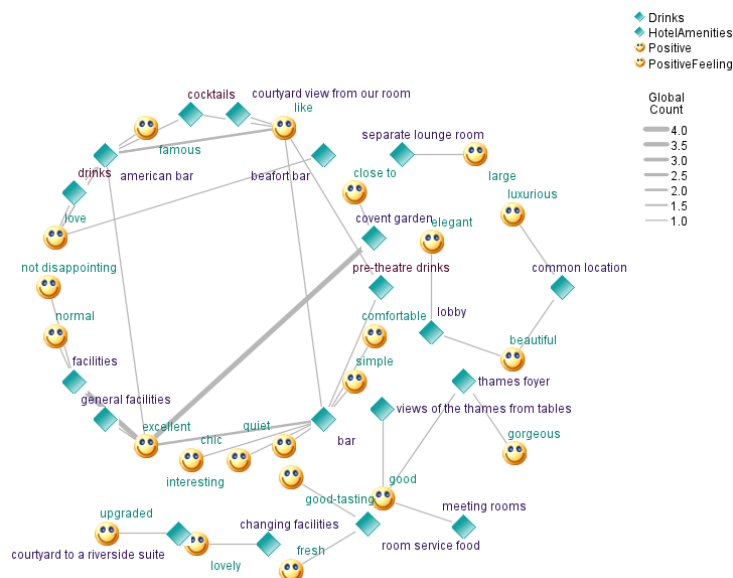 Drinks
HotelAmenities
Positive
PositiveFeeling
Global
Count
4.0
3.5
3.0
2.5
2.0
1.5
1.0
cocktails
courtyard view from our room
like
famous
separate lounge room
drinks
american bar
beafort bar
close to
large
luxurious
love
covent garden
elegant
not disappointing
pre-theatre drinks
common location
normal
comfortable
lobby
beautiful
facilities
simple
thames foyer
general facilities
views of the thames from tables
excellent
quiet
chic
bar
gorgeous
interesting
good
good-tasting
meeting rooms
upgraded
changing facilities
room service food
courtyard to a riverside suite
lovely
fresh